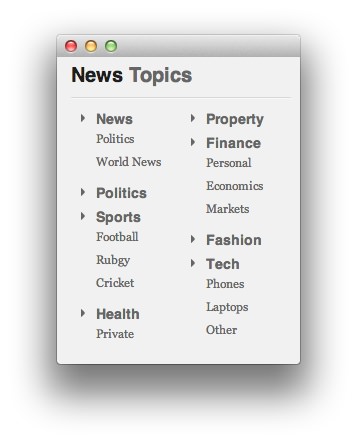 News Topics
News
Politics
World News
Politics
Sports
Football
Rubgy
Cricket
Health
Private
Property
Finance
Personal
Economics
Markets
Fashion
Tech
Phones
Laptops
Other